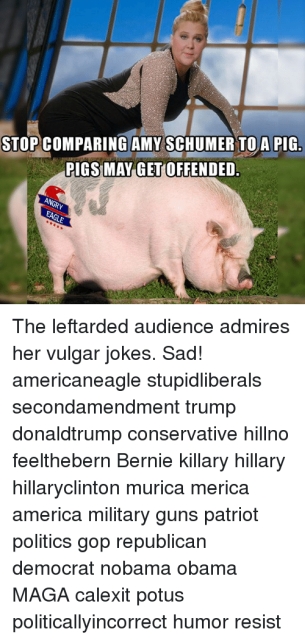 STOP COMPARING AMY SCHUMER TO A PIG.
PIGS MAY GET OFFENDED.
ANGRY
EAGLE
The leftarded audience admires
her vulgar jokes. Sad!
americaneagle stupidliberals
secondamendment trump
donaldtrump conservative hillno
feelthebern Bernie killary hillary
hillaryclinton murica merica
america military guns patriot
politics gop republican
democrat nobama obama
MAGA calexit potus
politicallyincorrect humor resist